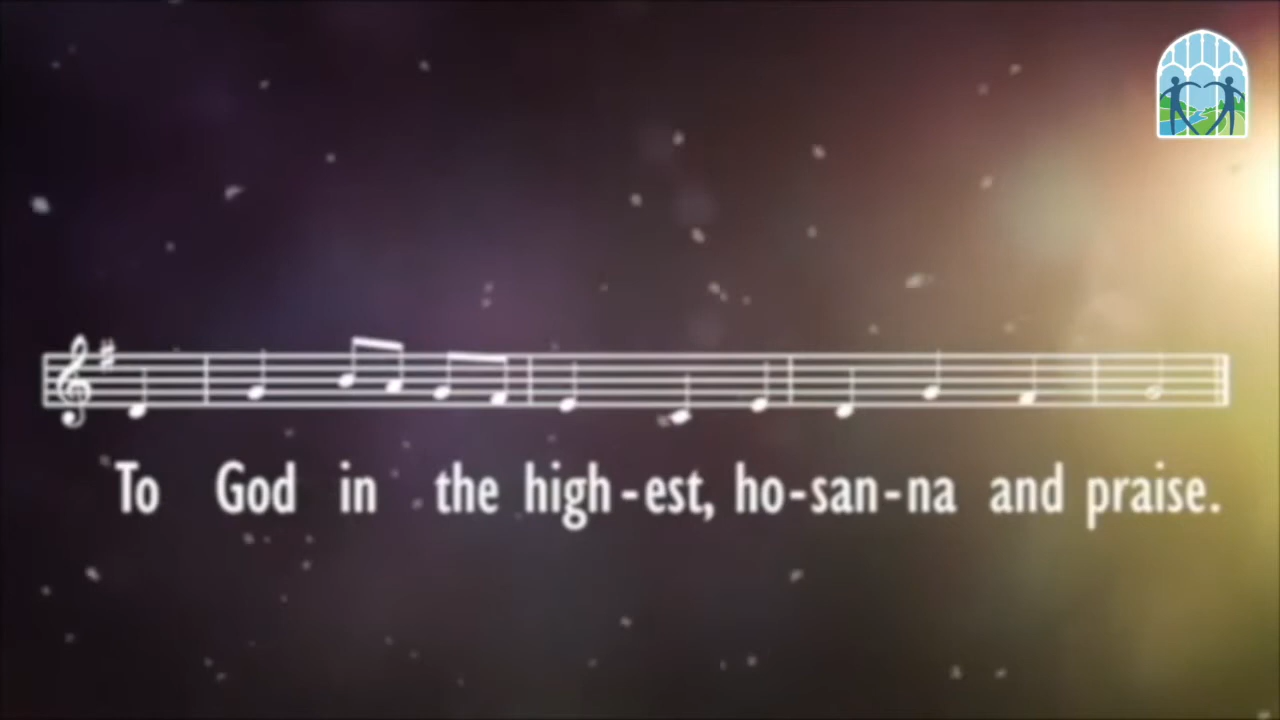 To God in the high-est, ho-san-na and praise.